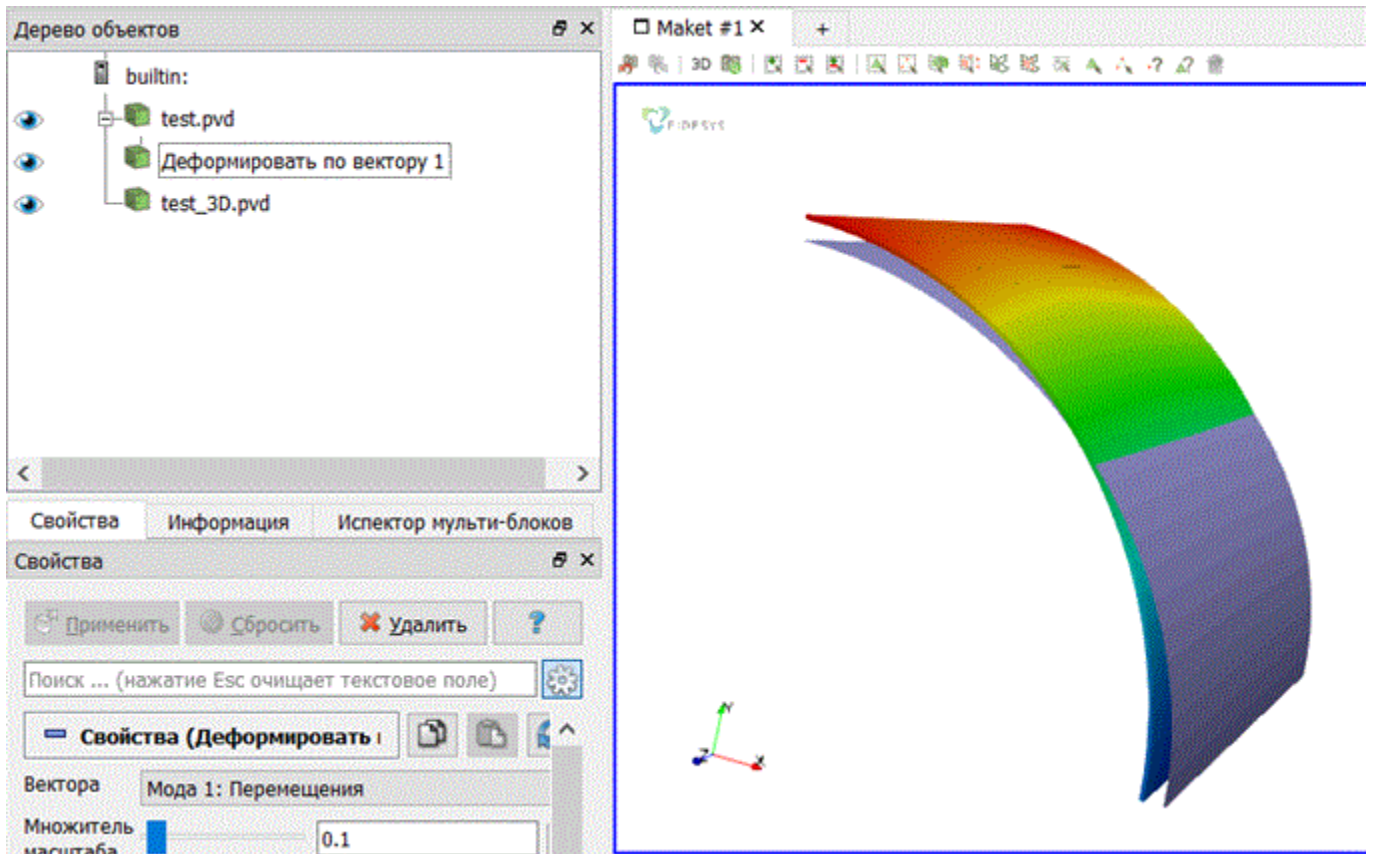 Дерево объектов
builtin:
test.pvd
Деформировать по вектору 1
test_3D.pvd
Свойства Информация Испектор мульти-блоков
Свойства
Применить Сбросить Удалить ?
Поиск ... (нажатие Esc очищает текстовое поле)
Свойства (Деформировать
Вектора Мода 1: Перемещения
Множитель 0.1
масштаба
Maket #1 +
3D
FIDESYS
Y
Z X